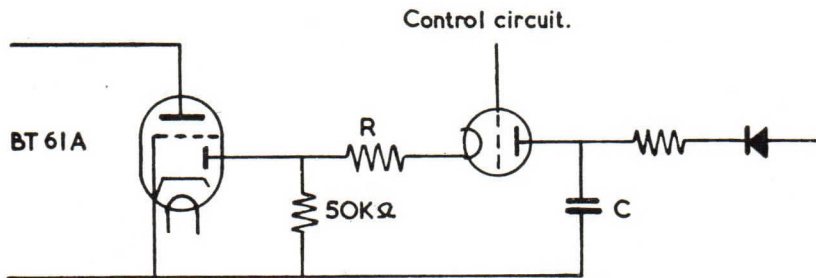 Control circuit.
BT 61A
R
50KΩ
C